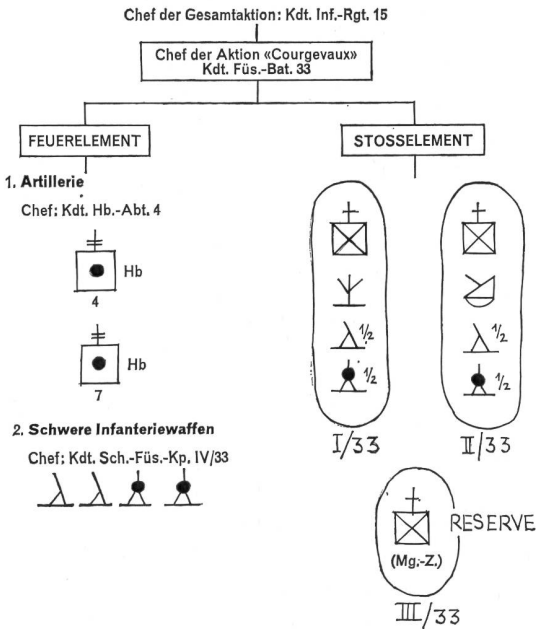 Chef der Gesamtaktion: Kdt. Inf.-Rgt. 15
Chef der Aktion «Courgevaux»
Kdt. Füs.-Bat. 33
FEUERELEMENT
1. Artillerie
Chef: Kdt. Hb.-Abt. 4
Hb
4
Hb
7
2. Schwere Infanteriewaffen
Chef: Kdt. Sch.-Füs.-Kp. IV/33
STOSSELEMENT
1/2
1/2
I/33
1/2
1/2
II/33
RESERVE
(Mg.-Z.)
III/33